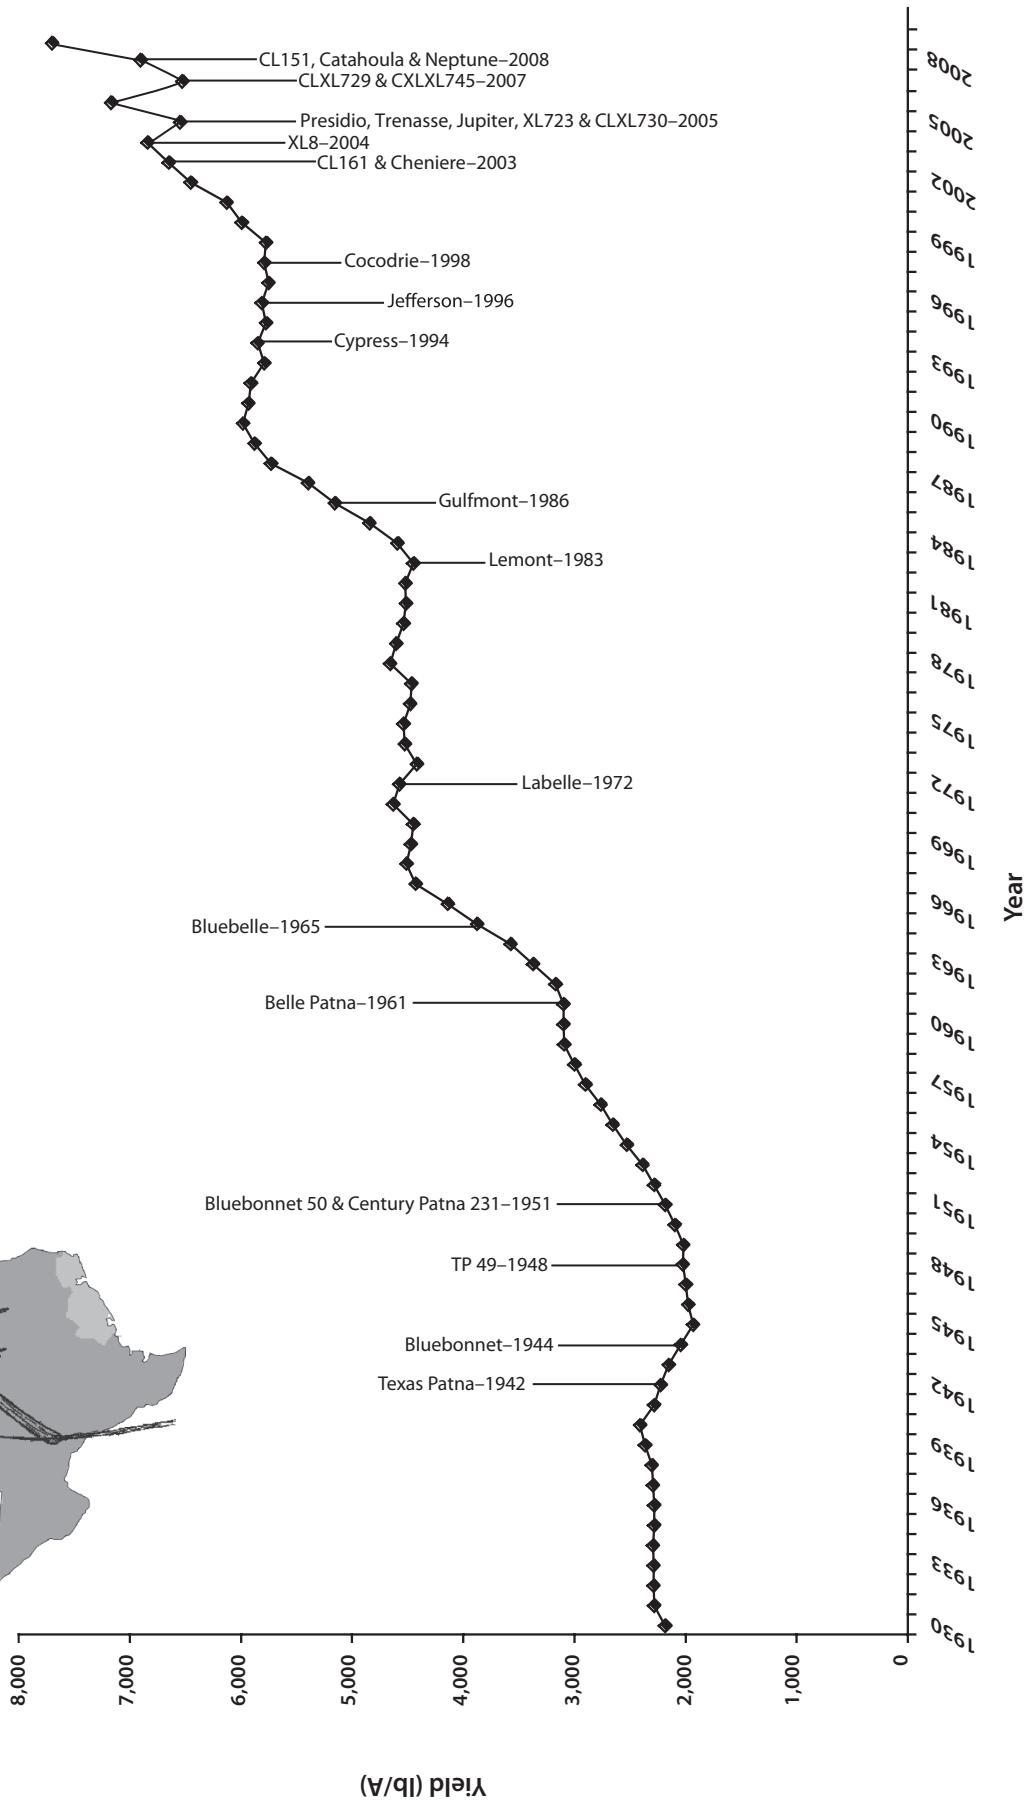 CL151, Catahoula & Neptune–2008
CLXL729 & CXLXL745–2007
Presidio, Trenasse, Jupiter, XL723 & CLXL730–2005
XL8–2004
CL161 & Cheniere–2003
Cocodrie–1998
Jefferson–1996
Cypress–1994
Gulfmont–1986
Lemont–1983
Labelle–1972
Bluebelle–1965
Belle Patna–1961
Bluebonnet 50 & Century Patna 231–1951
TP 49–1948
Bluebonnet–1944
Texas Patna–1942
2008
2005
2002
1999
1996
1993
1990
1987
1984
1981
1978
1975
1972
1969
1966
1963
1960
1957
1954
1951
1948
1945
1942
1939
1936
1933
1930
Year
8,000
7,000
6,000
5,000
4,000
3,000
2,000
1,000
0
Yield (lb/A)